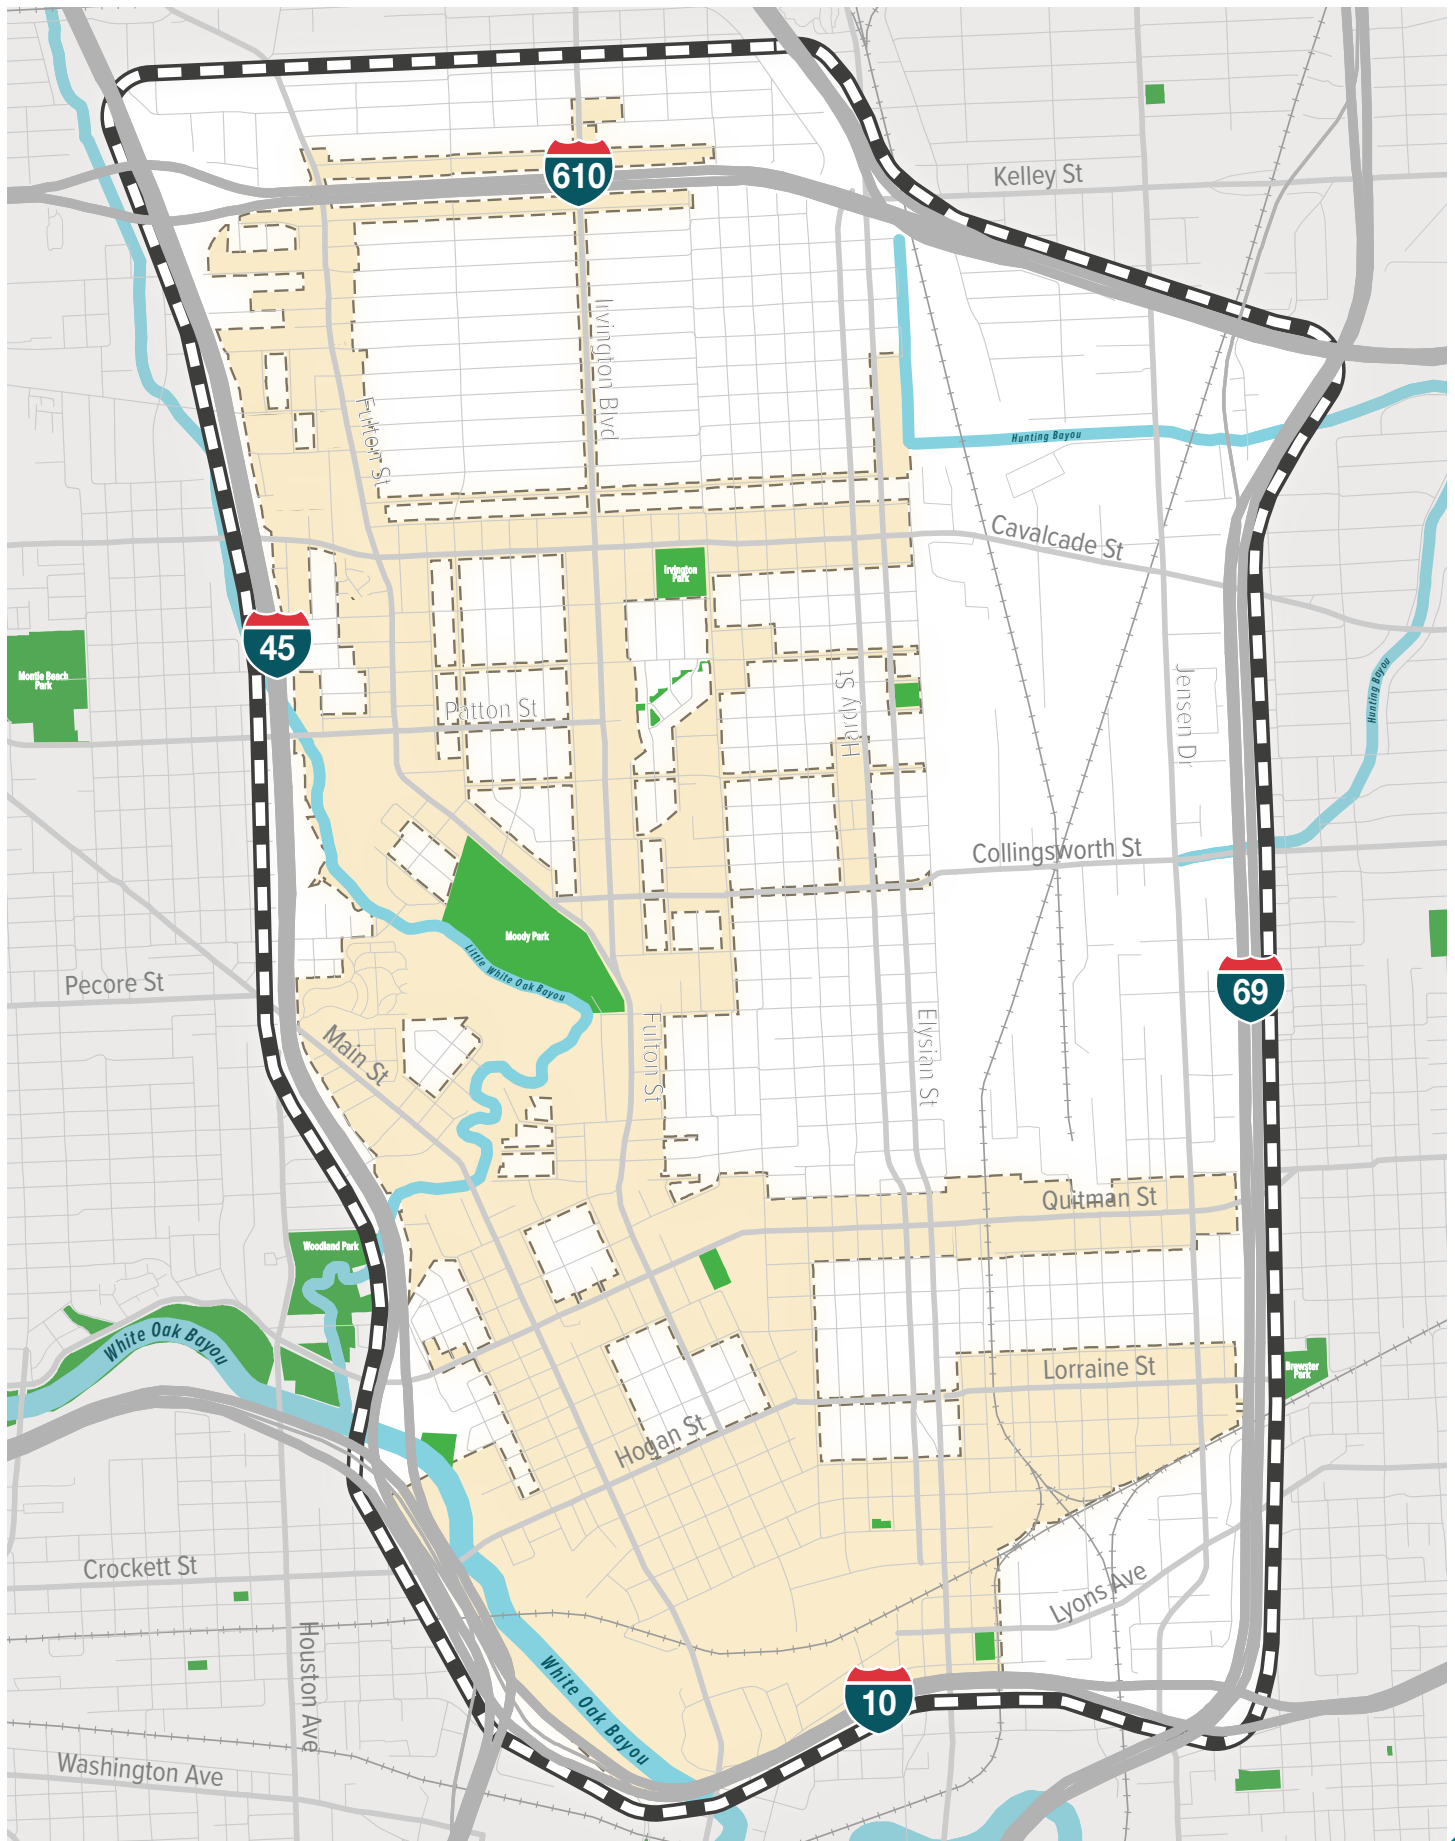 610
Kelley St
Irvington Blvd
Fulton St
Hunting Bayou
Cavalcade St
Irvington
Park
45
Montie Beach
Park
Patton St
Hardy St
Jensen Dr
Hunting Bayou
Collingsworth St
Moody Park
Little White Oak Bayou
Pecore St
69
Main St
Fulton St
Elysian St
Quitman St
Woodland Park
White Oak Bayou
Lorraine St
Brewster
Park
Hogan St
Crockett St
Lyons Ave
Houston Ave
White Oak Bayou
10
Washington Ave